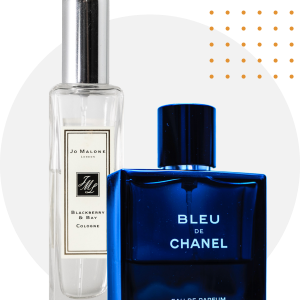 JO MALONE
LONDON
BLACKBERRY
& BAY
COLOGNE
BLEU
DE
CHANEL
EAU DE PARFUM